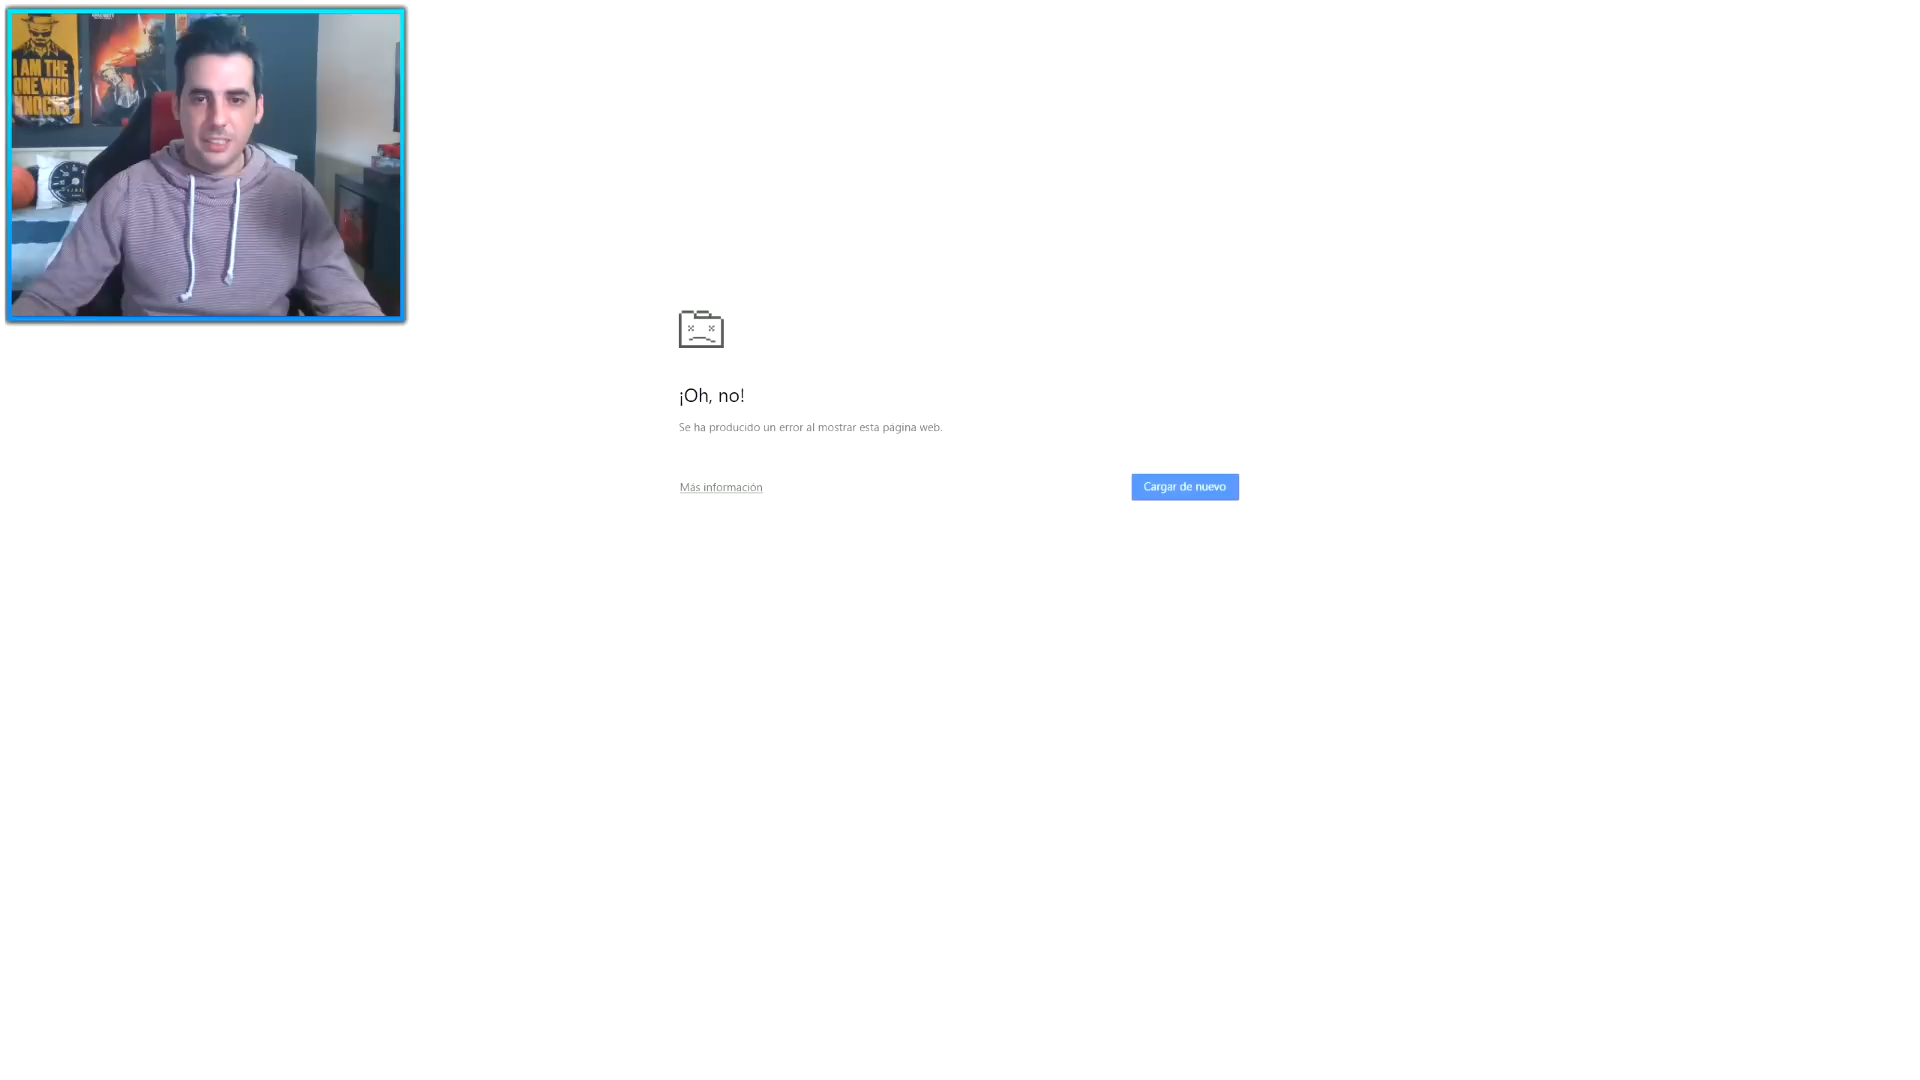 I AM THE
ONE WHO
KNOCKS
¡Oh, no!
Se ha producido un error al mostrar esta página web.
Más información
Cargar de nuevo